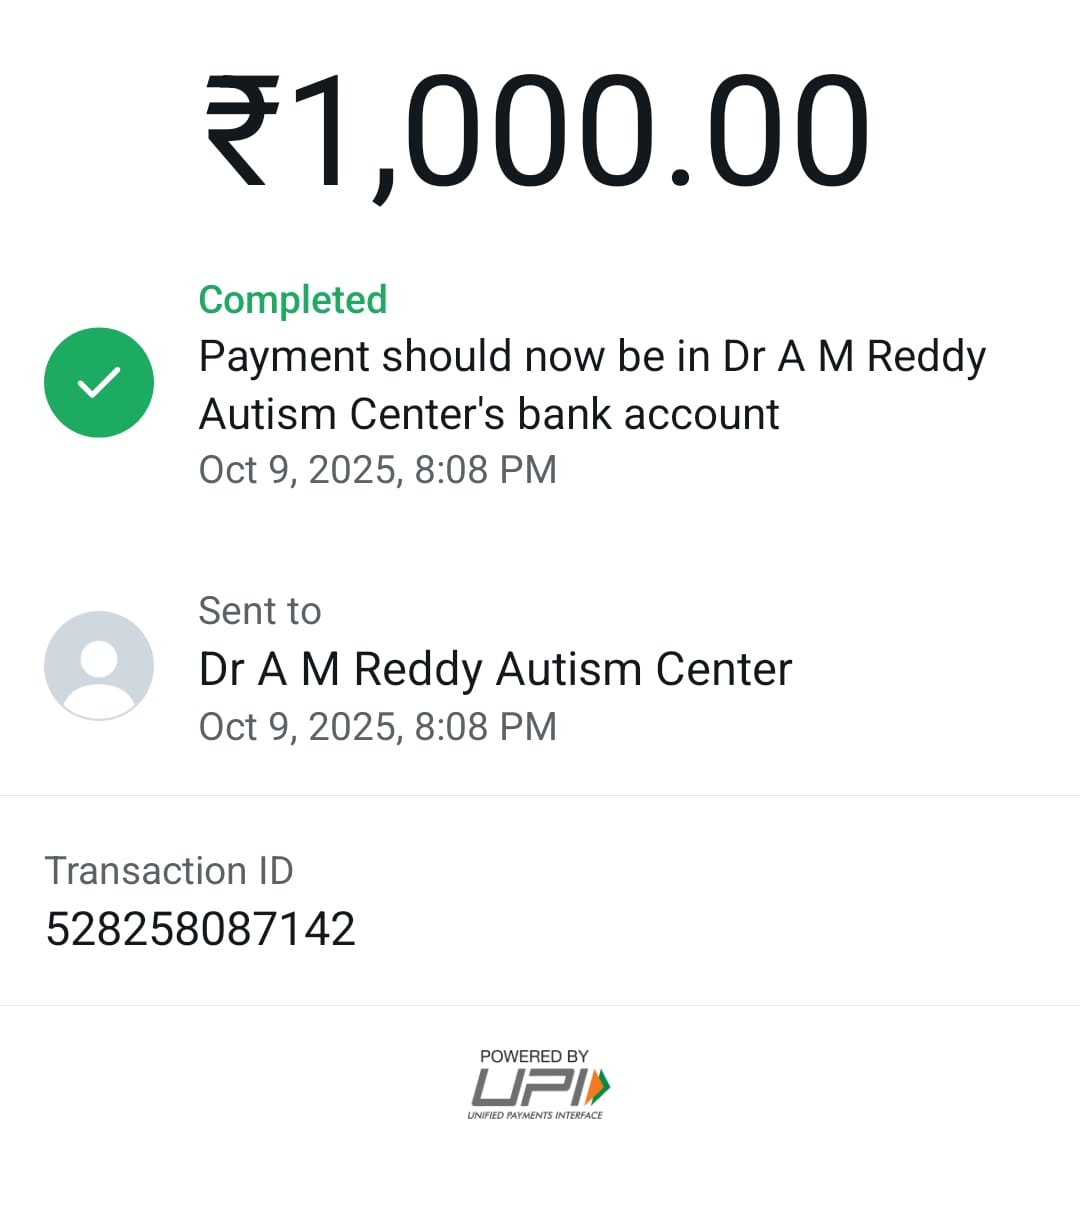 ₹1,000.00
Completed
Payment should now be in Dr A M Reddy
Autism Center's bank account
Oct 9, 2025, 8:08 PM
Sent to
Dr A M Reddy Autism Center
Oct 9, 2025, 8:08 PM
Transaction ID
528258087142
POWERED BY
UPI
UNIFIED PAYMENTS INTERFACE